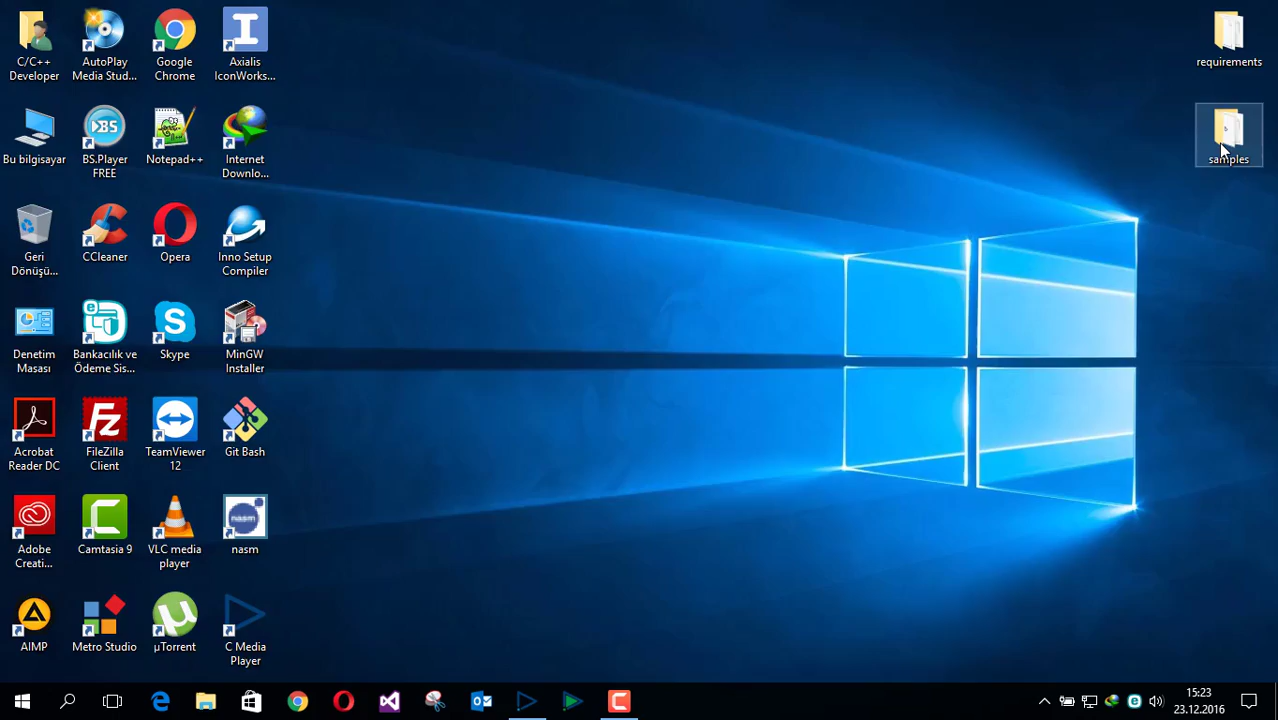 C/C++
Developer
AutoPlay
Media Stud...
Google
Chrome
Axialis
IconWorks...
Bu bilgisayar
BS
BS.Player
FREE
Notepad++
Internet
Downlo...
Geri
Dönüşü...
CCleaner
Opera
Inno Setup
Compiler
Denetim
Masası
Bankacılık ve
Ödeme Sis...
Skype
MinGW
Installer
Acrobat
Reader DC
FileZilla
Client
TeamViewer
12
Git Bash
Adobe
Creati...
Camtasia 9
VLC media
player
nasm
nasm
AIMP
Metro Studio
µTorrent
C Media
Player
requirements
samples
15:23
23.12.2016